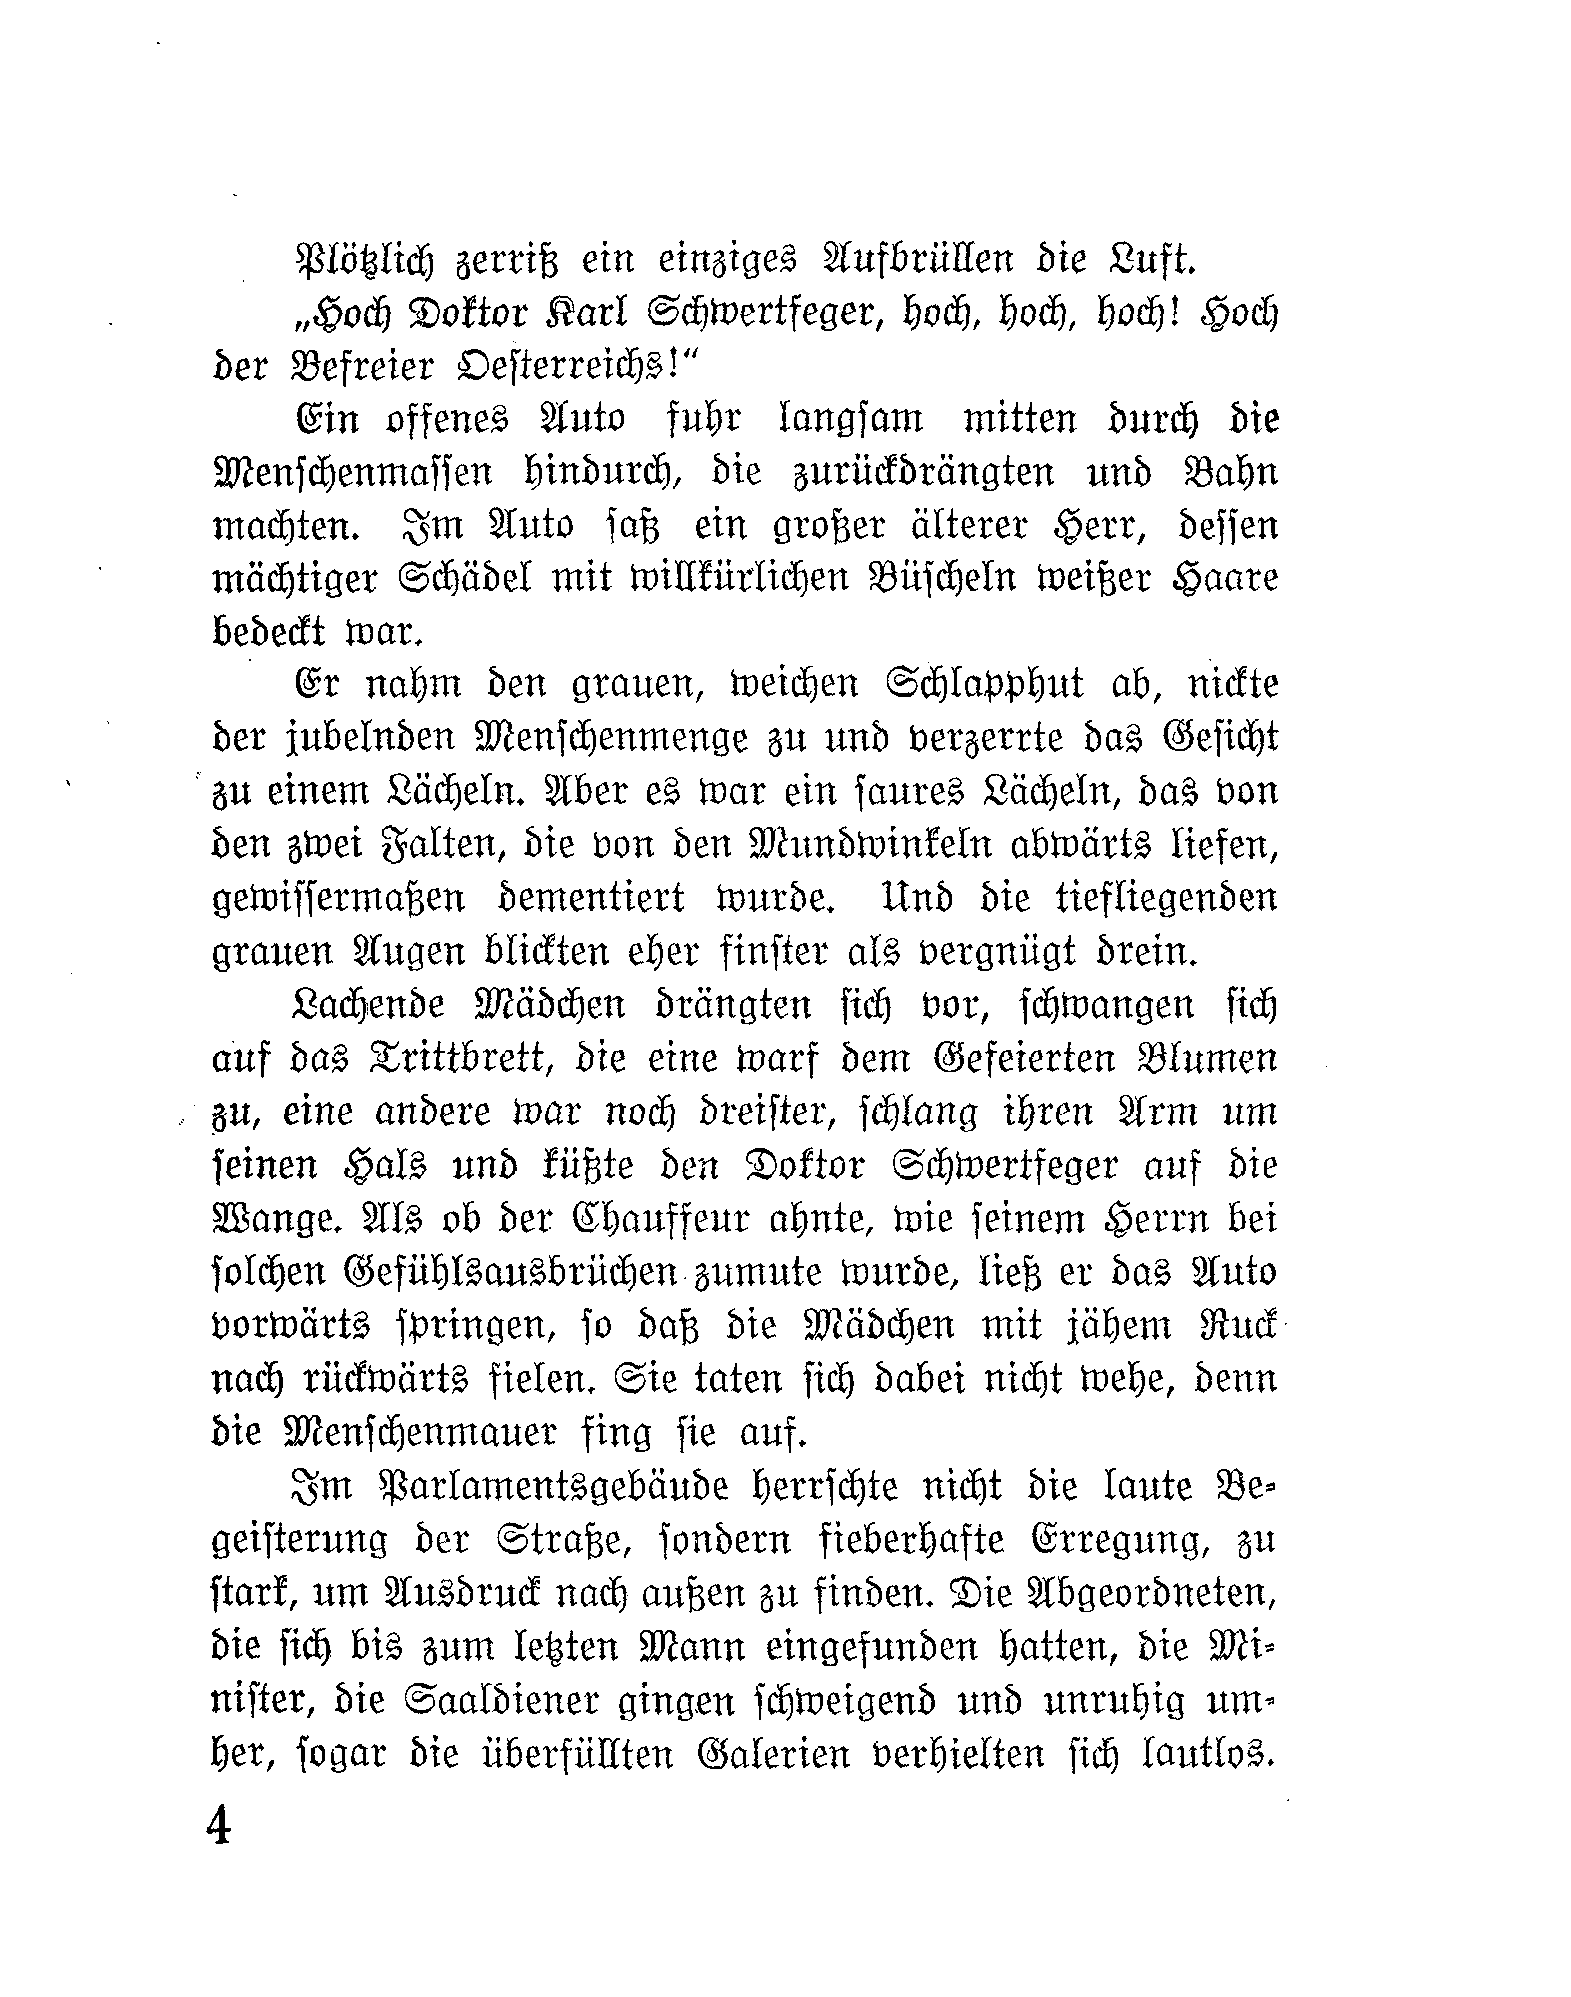 Plötzlich zerriß ein einziges Aufbrüllen die Luft.
„Hoch Doktor Karl Schwertfeger, hoch, hoch, hoch! Hoch
der Befreier Oesterreichs!“
Ein offenes Auto fuhr langsam mitten durch die
Menschenmassen hindurch, die zurückdrängten und Bahn
machten. Im Auto saß ein großer älterer Herr, dessen
mächtiger Schädel mit willkürlichen Büscheln weißer Haare
bedeckt war.
Er nahm den grauen, weichen Schlapphut ab, nickte
der jubelnden Menschenmenge zu und verzerrte das Gesicht
zu einem Lächeln. Aber es war ein saures Lächeln, das von
den zwei Falten, die von den Mundwinkeln abwärts liefen,
gewissermaßen dementiert wurde. Und die tiefliegenden
grauen Augen blickten eher finster als vergnügt drein.
Lachende Mädchen drängten sich vor, schwangen sich
auf das Trittbrett, die eine warf dem Gefeierten Blumen
zu, eine andere war noch dreister, schlang ihren Arm um
seinen Hals und küßte den Doktor Schwertfeger auf die
Wange. Als ob der Chauffeur ahnte, wie seinem Herrn bei
solchen Gefühlsausbrüchen zumute wurde, ließ er das Auto
vorwärts springen, so daß die Mädchen mit jähem Ruck
nach rückwärts fielen. Sie taten sich dabei nicht wehe, denn
die Menschenmauer fing sie auf.
Im Parlamentsgebäude herrschte nicht die laute Be-
geisterung der Straße, sondern fieberhafte Erregung, zu
stark, um Ausdruck nach außen zu finden. Die Abgeordneten,
die sich bis zum letzten Mann eingefunden hatten, die Mi-
nister, die Saaldiener gingen schweigend und unruhig um-
her, sogar die überfüllten Galerien verhielten sich lautlos.
4